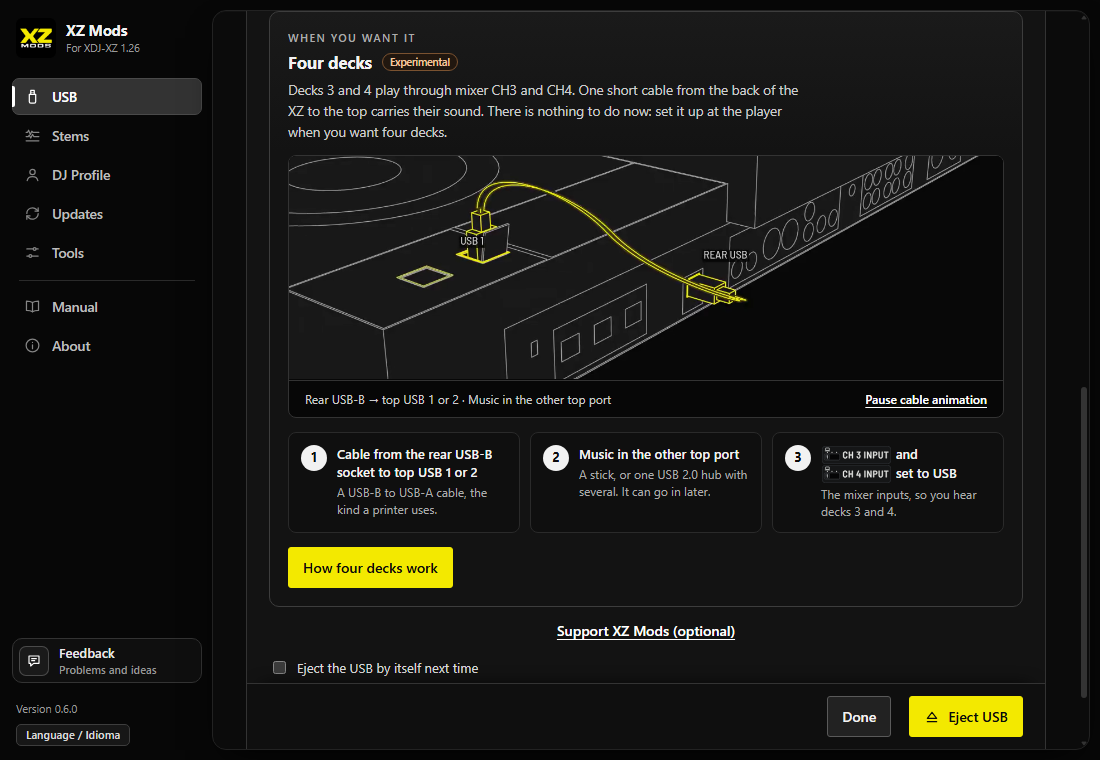 XZ Mods
XZ MODS
For XDJ-XZ 1.26
USB
Stems
DJ Profile
Updates
Tools
Manual
About
Feedback
Problems and ideas
Version 0.6.0
Language / Idioma
WHEN YOU WANT IT
Four decks
Experimental
Decks 3 and 4 play through mixer CH3 and CH4. One short cable from the back of the
XZ to the top carries their sound. There is nothing to do now: set it up at the player
when you want four decks.
USB 1
REAR USB
Rear USB-B → top USB 1 or 2 · Music in the other top port
Pause cable animation
1
Cable from the rear USB-B
socket to top USB 1 or 2
A USB-B to USB-A cable, the
kind a printer uses.
2
Music in the other top port
A stick, or one USB 2.0 hub with
several. It can go in later.
3
CH 3 INPUT and
CH 4 INPUT set to USB
The mixer inputs, so you hear
decks 3 and 4.
How four decks work
Support XZ Mods (optional)
Eject the USB by itself next time
Done
Eject USB